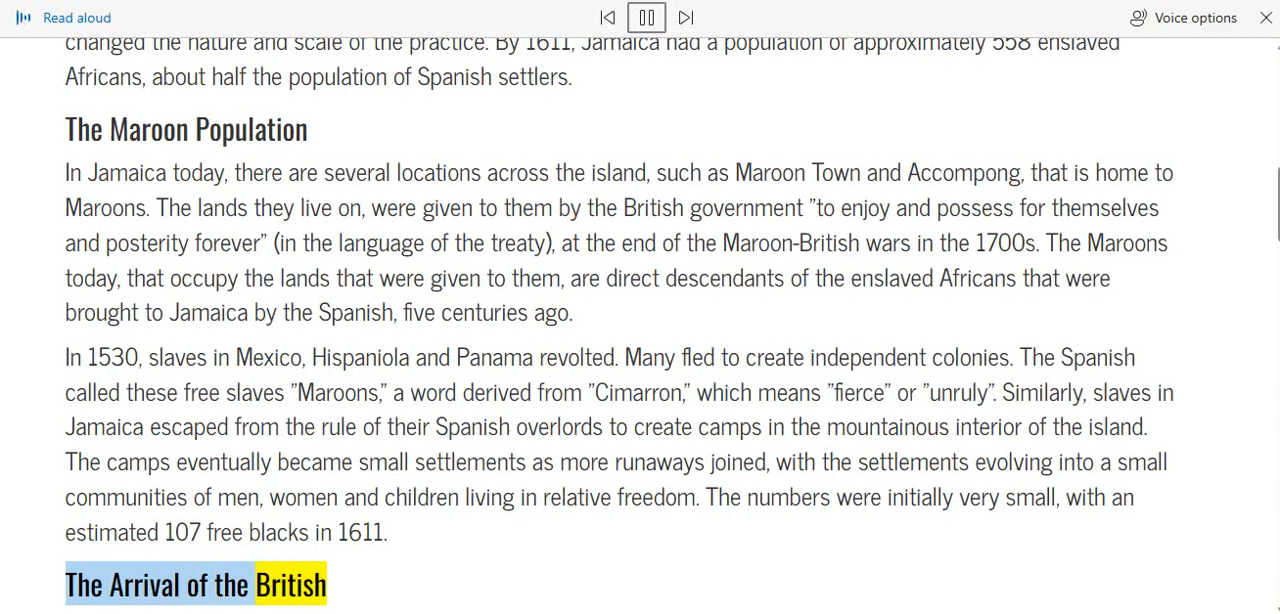 Read aloud
Voice options
changed the nature and scale of the practice. By 1611, Jamaica had a population of approximately 558 enslaved
Africans, about half the population of Spanish settlers.
The Maroon Population
In Jamaica today, there are several locations across the island, such as Maroon Town and Accompong, that is home to
Maroons. The lands they live on, were given to them by the British government "to enjoy and possess for themselves
and posterity forever" (in the language of the treaty), at the end of the Maroon-British wars in the 1700s. The Maroons
today, that occupy the lands that were given to them, are direct descendants of the enslaved Africans that were
brought to Jamaica by the Spanish, five centuries ago.
In 1530, slaves in Mexico, Hispaniola and Panama revolted. Many fled to create independent colonies. The Spanish
called these free slaves "Maroons," a word derived from "Cimarron," which means "fierce" or "unruly". Similarly, slaves in
Jamaica escaped from the rule of their Spanish overlords to create camps in the mountainous interior of the island.
The camps eventually became small settlements as more runaways joined, with the settlements evolving into a small
communities of men, women and children living in relative freedom. The numbers were initially very small, with an
estimated 107 free blacks in 1611.
The Arrival of the British